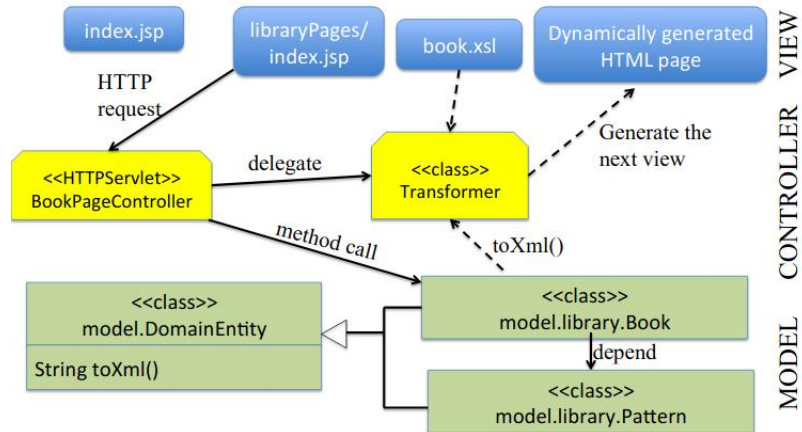 index.jsp
libraryPages/
index.jsp
book.xsl
Dynamically generated
HTML page
VIEW
HTTP
request
Generate the
next view
<<HTTPServlet>>
BookPageController
delegate
<<class>>
Transformer
CONTROLLER
method call
toXml()
<<class>>
model.DomainEntity
String toXml()
<<class>>
model.library.Book
depend
<<class>>
model.library.Pattern
MODEL